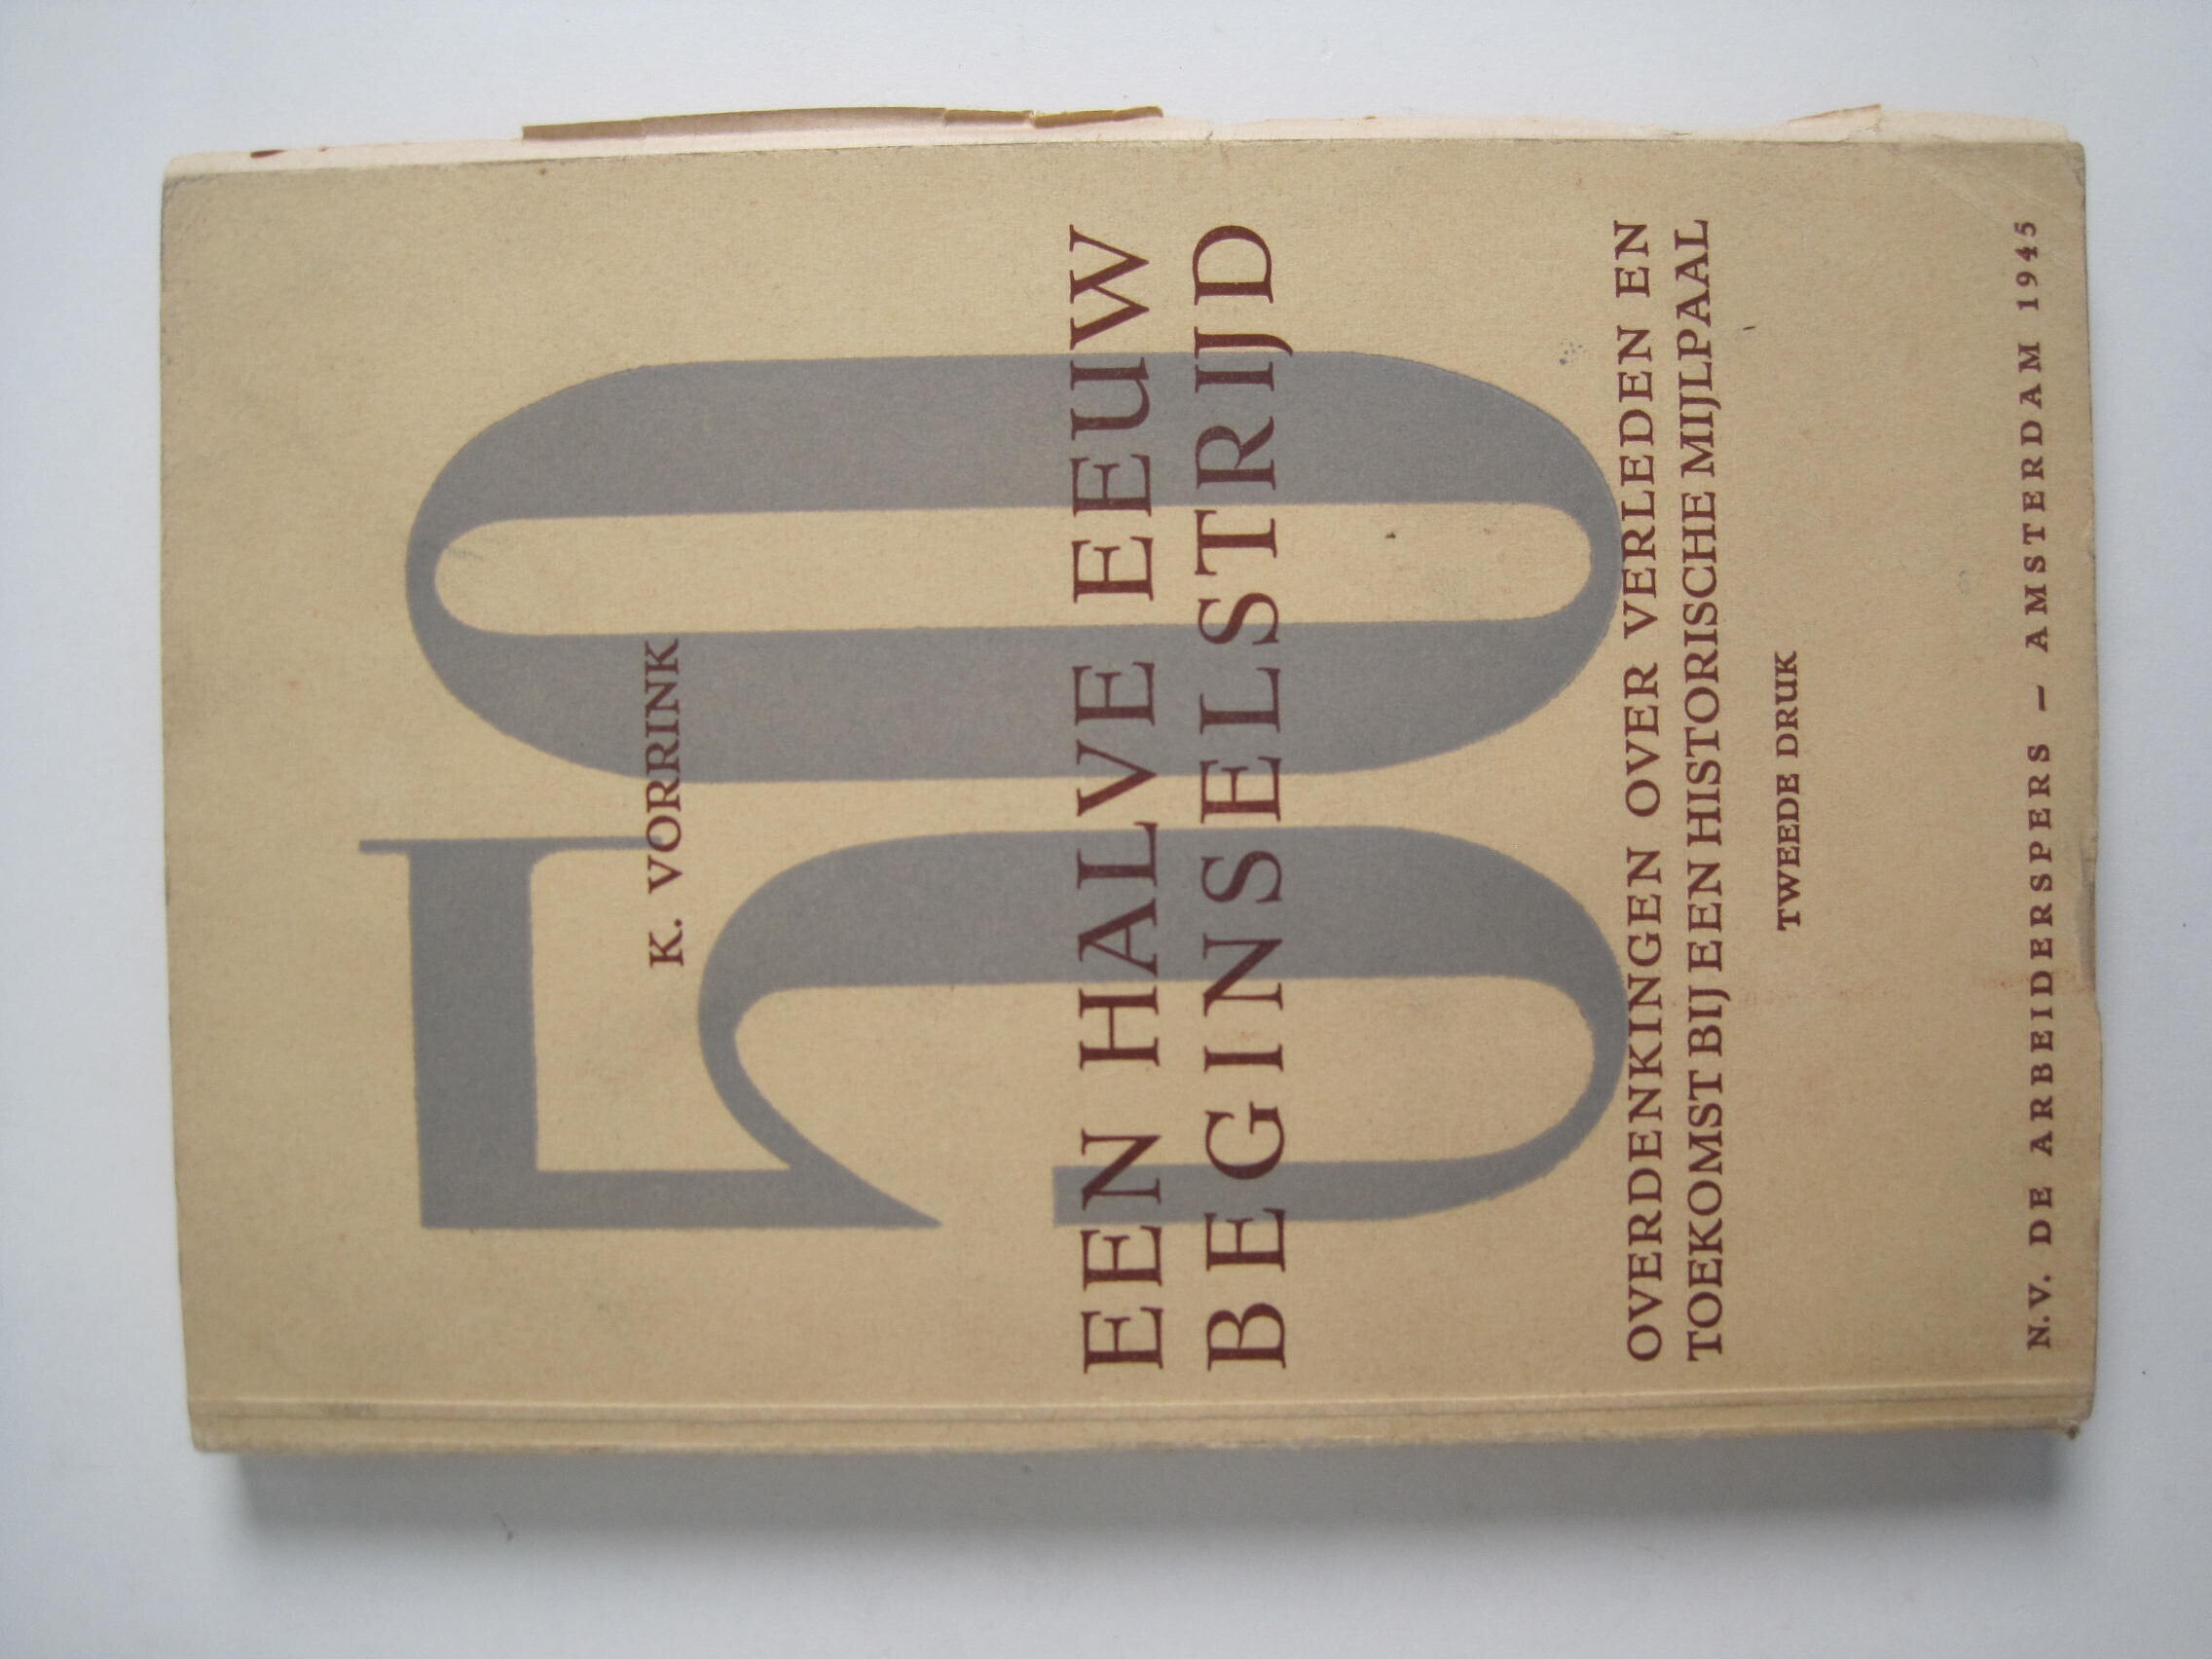 50
K. VORRINK
EEN HALVE EEUW
BEGINSELSTRIJD
OVERDENKINGEN OVER VERLEDEN EN
TOEKOMST BIJ EEN HISTORISCHE MIJLPAAL
TWEEDE DRUK
N.V. DE ARBEIDERSPERS — AMSTERDAM 1945